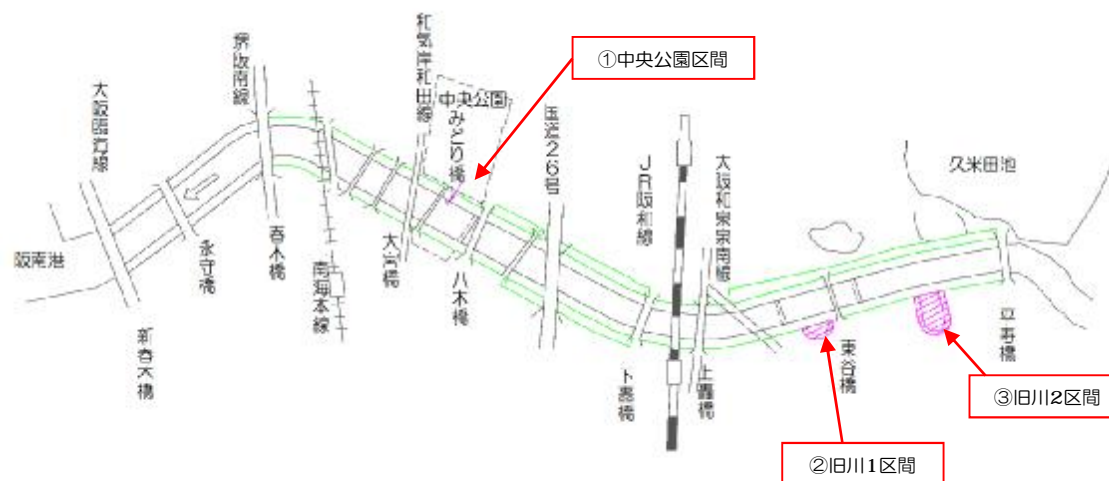 ①中央公園区間
大阪臨海線
堺阪南線
和気岸和田線
中央公園
みどり橋
国道26号
JR阪和線
大阪和泉泉南線
久米田池
阪南港
永守橋
春木橋
南海本線
大宮橋
八木橋
新春木橋
下轟橋
上轟橋
東谷橋
③旧川2区間
②旧川1区間